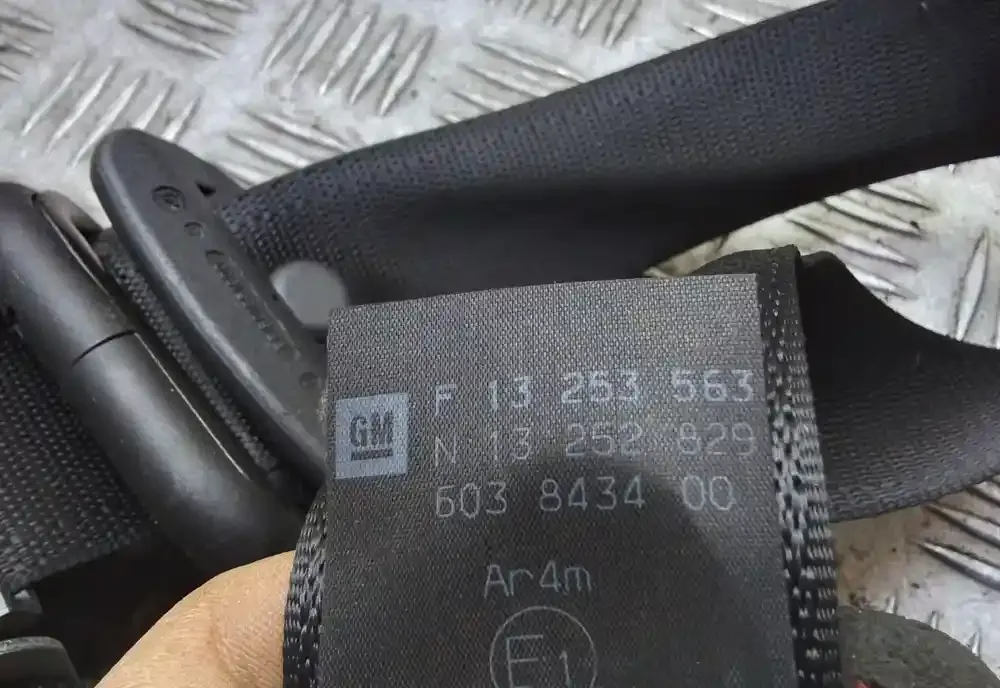 GM
F 13 253 563
N 13 252 829
603 8434 00
Ar4m
E1